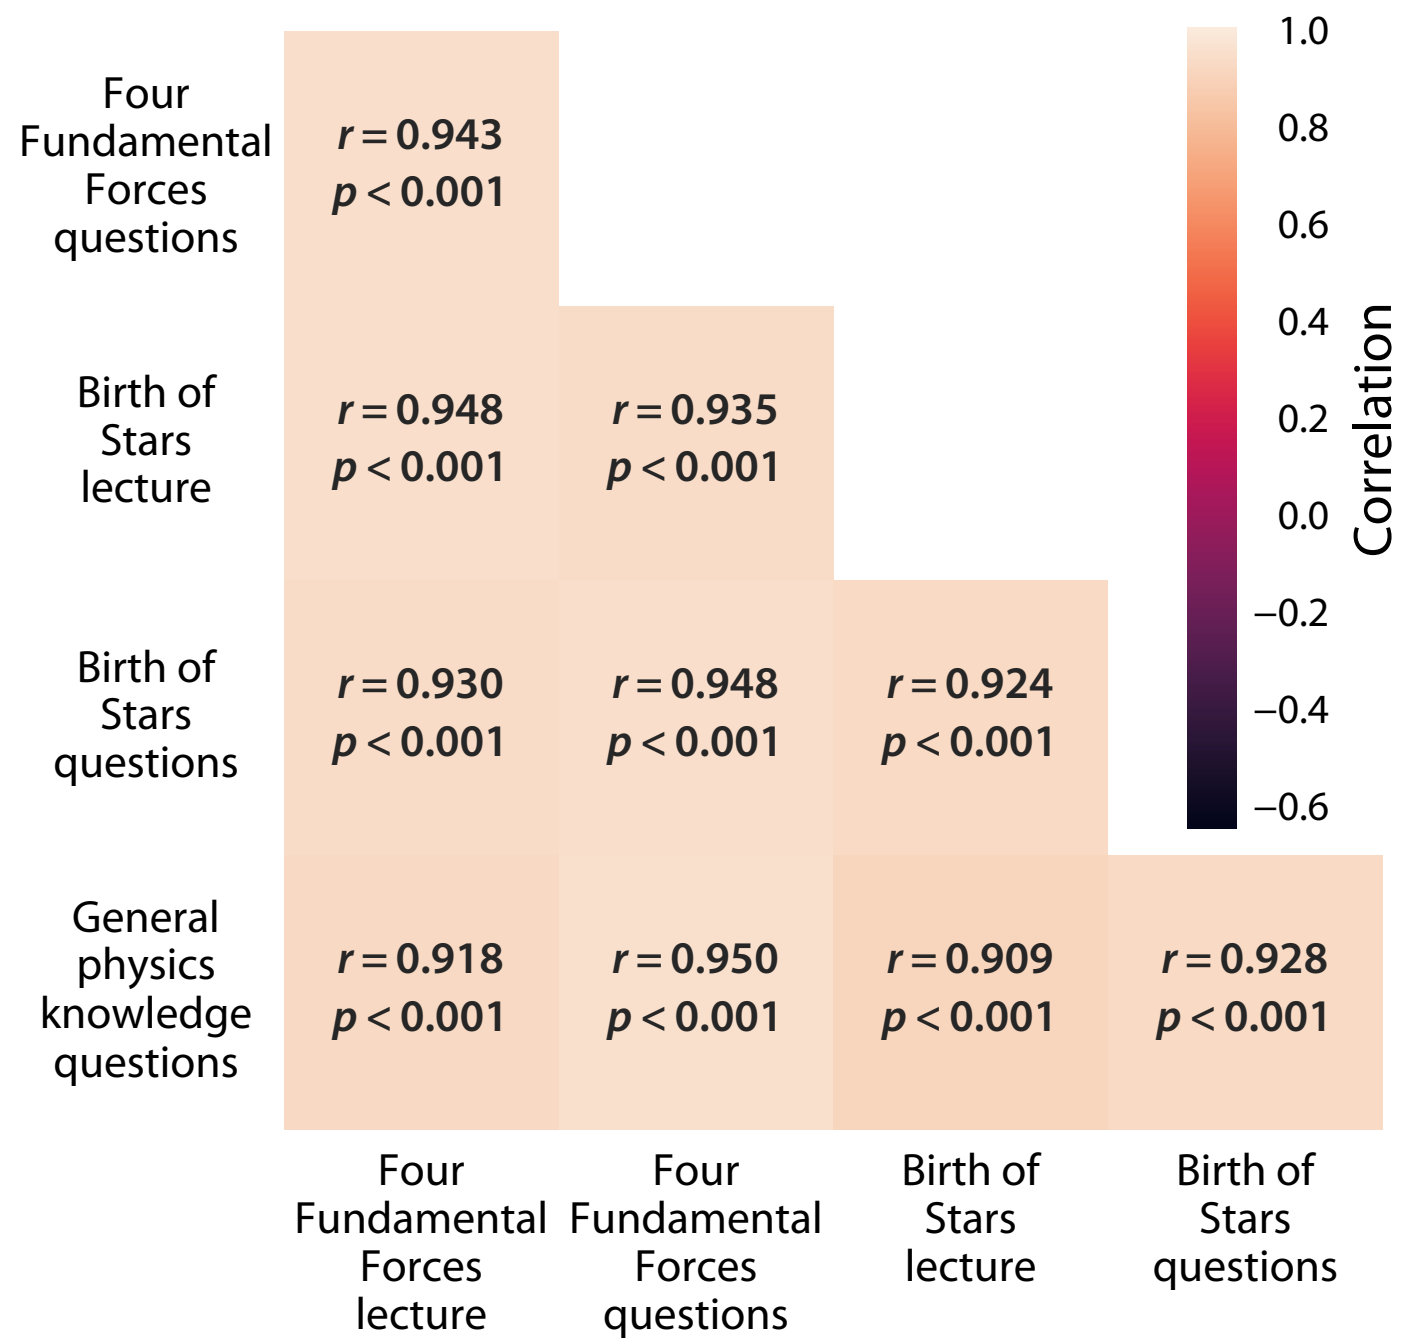 Four
Fundamental
Forces
questions
r = 0.943
p < 0.001
Birth of
Stars
lecture
r = 0.948
p < 0.001
r = 0.935
p < 0.001
Birth of
Stars
questions
r = 0.930
p < 0.001
r = 0.948
p < 0.001
r = 0.924
p < 0.001
General
physics
knowledge
questions
r = 0.918
p < 0.001
r = 0.950
p < 0.001
r = 0.909
p < 0.001
r = 0.928
p < 0.001
Four
Fundamental
Forces
lecture
Four
Fundamental
Forces
questions
Birth of
Stars
lecture
Birth of
Stars
questions
1.0
0.8
0.6
0.4
0.2
0.0
−0.2
−0.4
−0.6
Correlation